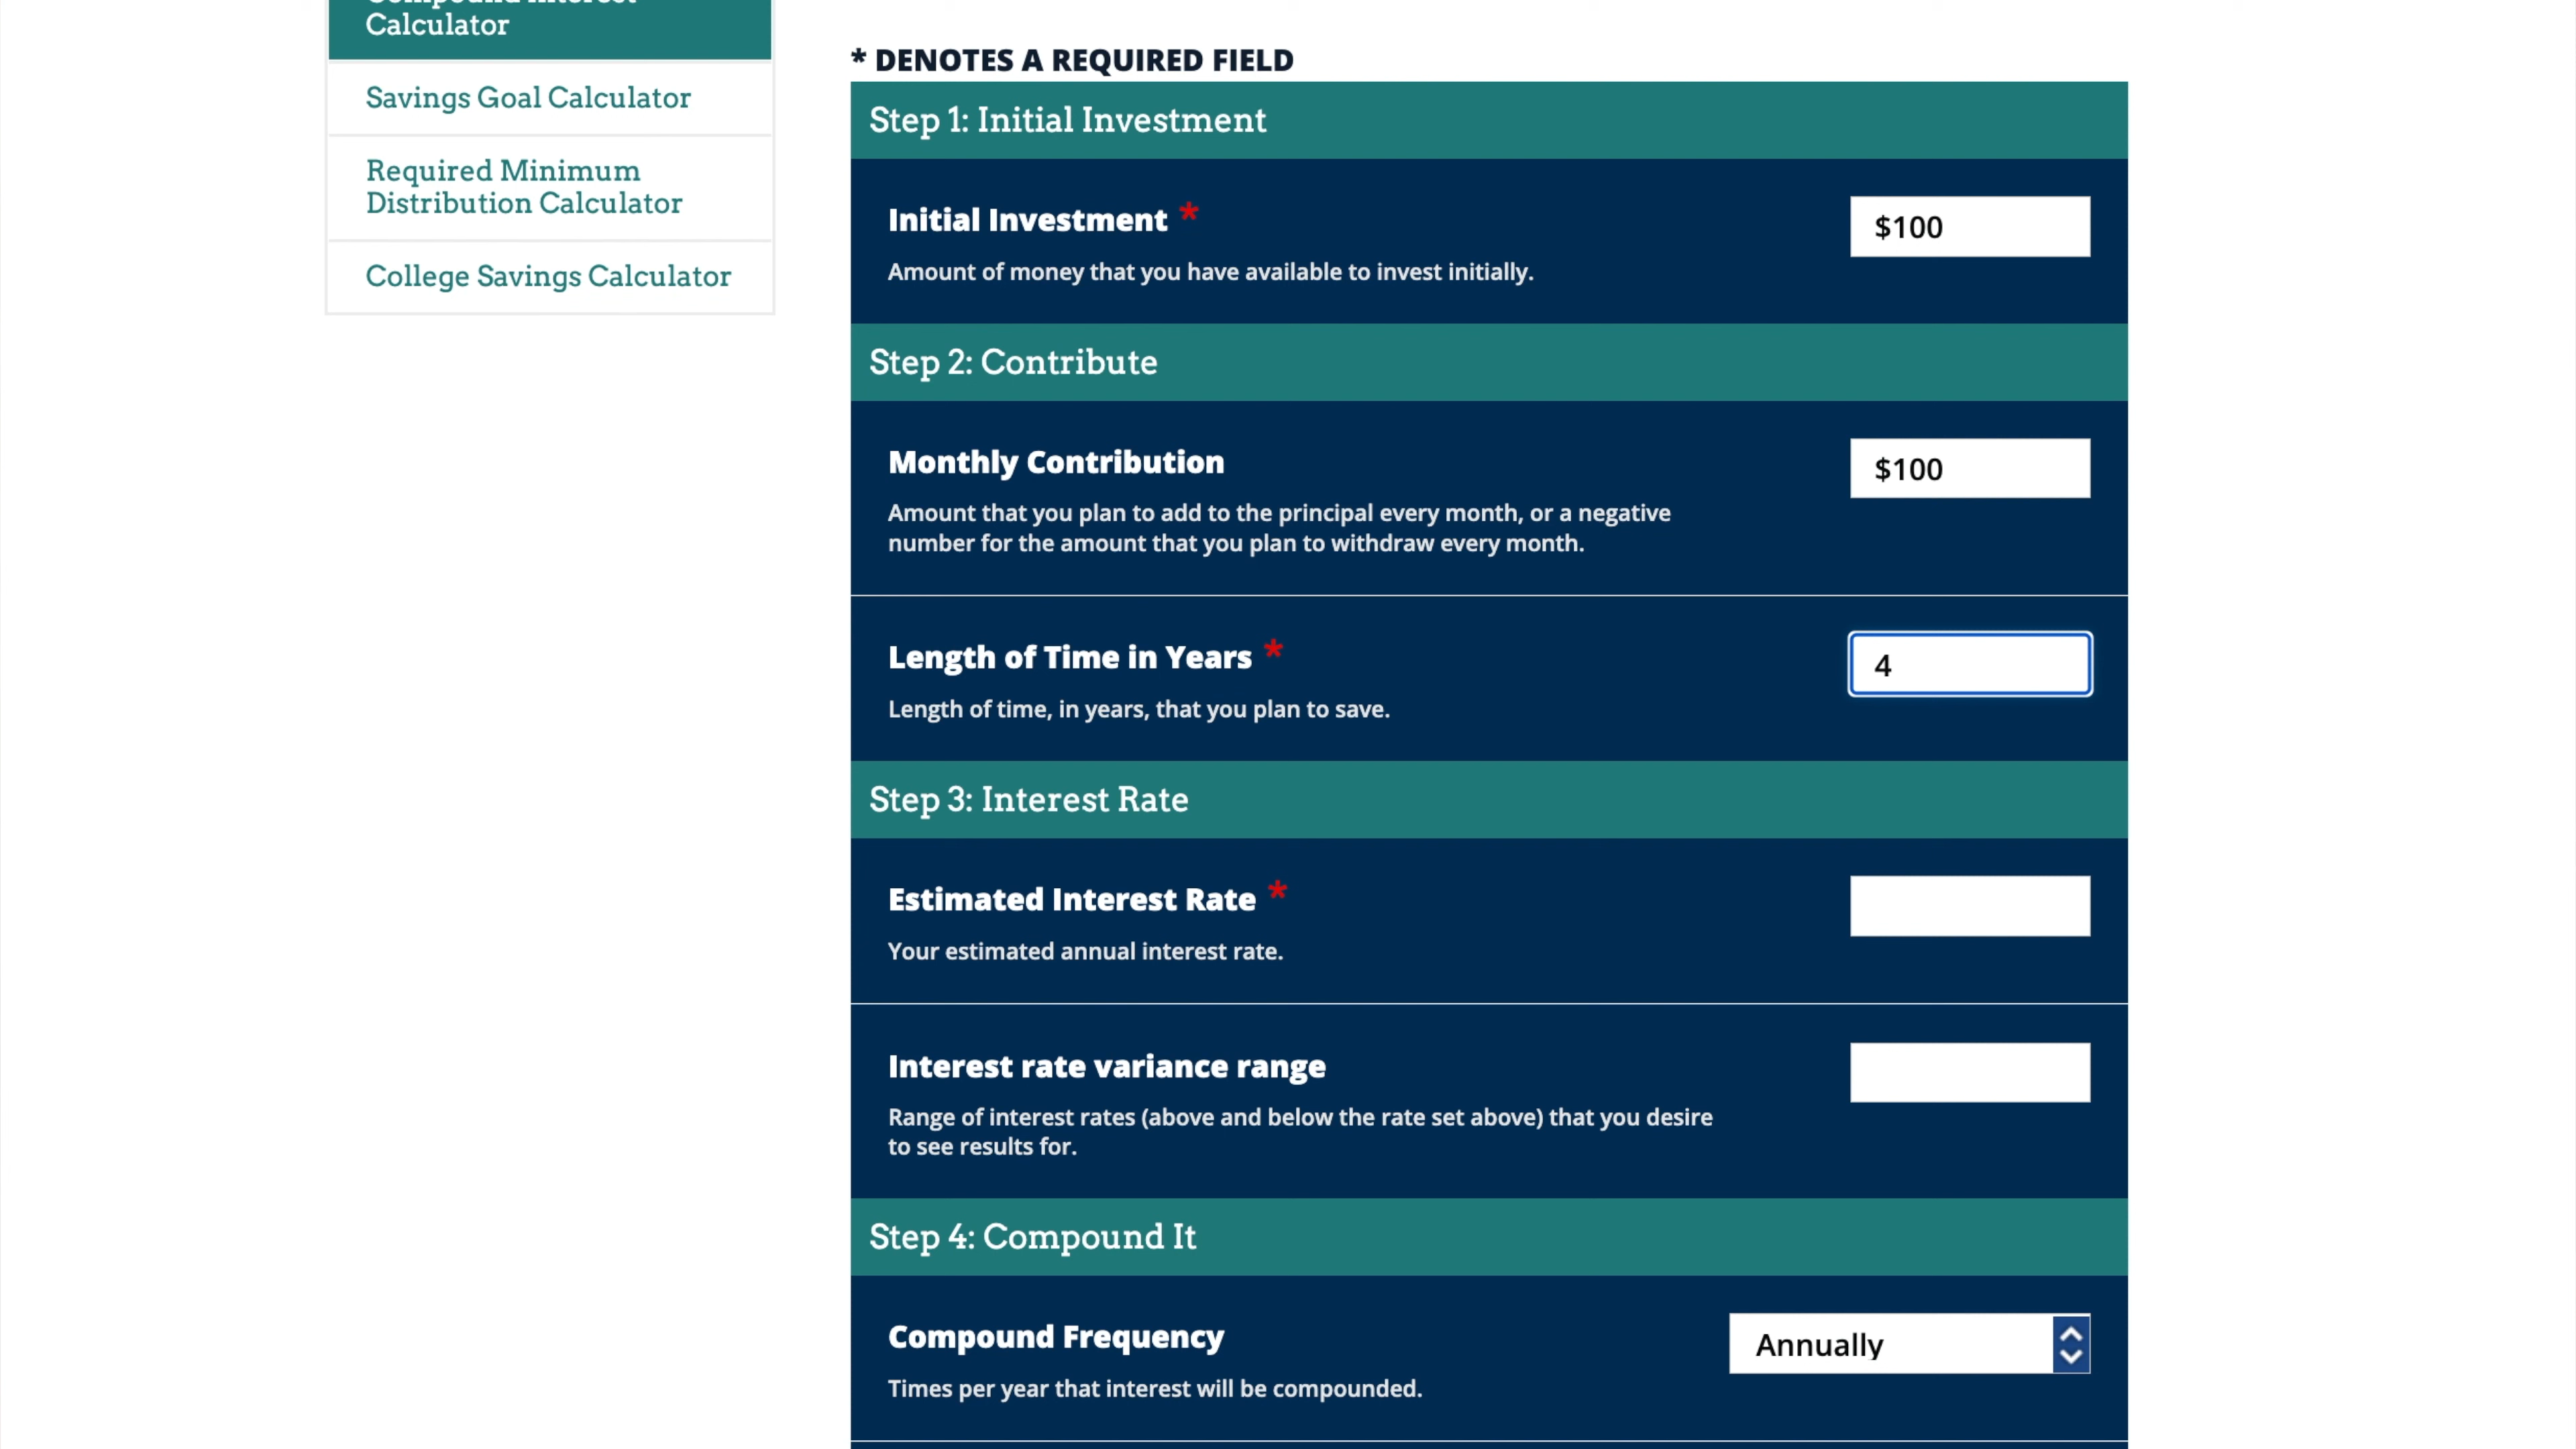 Compound Interest
Calculator
Savings Goal Calculator
Required Minimum
Distribution Calculator
College Savings Calculator
* DENOTES A REQUIRED FIELD
Step 1: Initial Investment
Initial Investment *
$100
Amount of money that you have available to invest initially.
Step 2: Contribute
Monthly Contribution
$100
Amount that you plan to add to the principal every month, or a negative
number for the amount that you plan to withdraw every month.
Length of Time in Years *
4
Length of time, in years, that you plan to save.
Step 3: Interest Rate
Estimated Interest Rate *
Your estimated annual interest rate.
Interest rate variance range
Range of interest rates (above and below the rate set above) that you desire
to see results for.
Step 4: Compound It
Compound Frequency
Annually
Times per year that interest will be compounded.